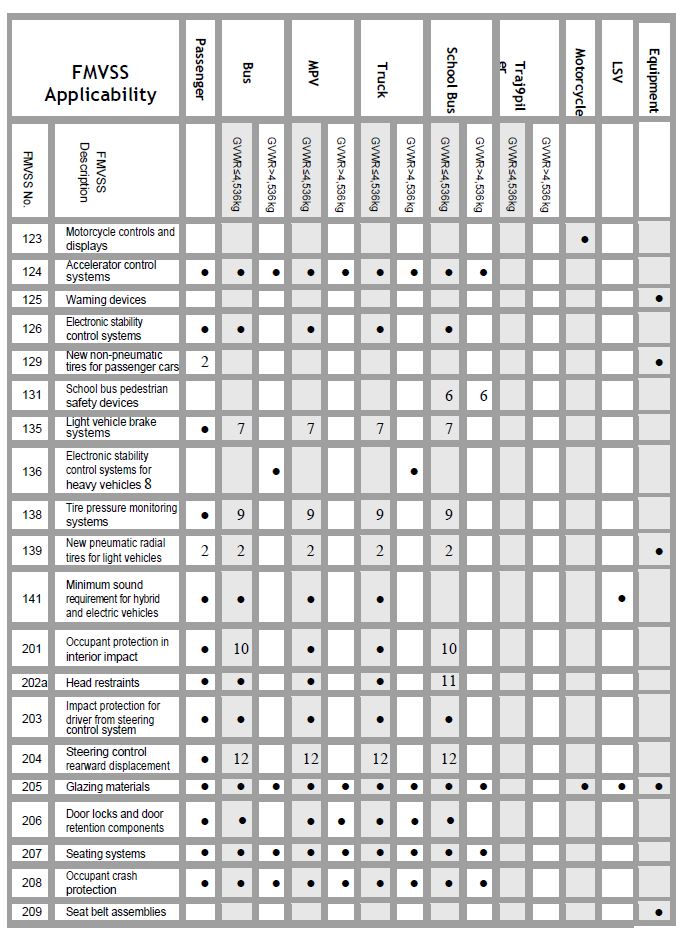 FMVSS
Applicability
Passenger
Bus
MPV
Truck
School Bus
Traj9pil
er
Motorcycle
LSV
Equipment
FMVSS No.
FMVSS
Description
GVWR≤4,536kg
GVWR>4,536kg
GVWR≤4,536kg
GVWR>4,536kg
GVWR≤4,536kg
GVWR>4,536kg
GVWR≤4,536kg
GVWR>4,536kg
GVWR≤4,536kg
GVWR>4,536kg
123 Motorcycle controls and
displays ●
124 Accelerator control
systems ● ● ● ● ● ● ● ● ●
125 Warning devices ●
126 Electronic stability
control systems ● ● ● ● ●
129 New non-pneumatic
tires for passenger cars 2 ●
131 School bus pedestrian
safety devices 6 6
135 Light vehicle brake
systems ● 7 7 7 7
136 Electronic stability
control systems for
heavy vehicles 8 ● ●
138 Tire pressure monitoring
systems ● 9 9 9 9
139 New pneumatic radial
tires for light vehicles 2 2 2 2 2 ●
141 Minimum sound
requirement for hybrid
and electric vehicles ● ● ● ● ●
201 Occupant protection in
interior impact ● 10 ● ● 10
202a Head restraints ● ● ● ● 11
203 Impact protection for
driver from steering
control system ● ● ● ● ●
204 Steering control
rearward displacement ● 12 12 12 12
205 Glazing materials ● ● ● ● ● ● ● ● ● ● ● ●
206 Door locks and door
retention components ● ● ● ● ● ● ●
207 Seating systems ● ● ● ● ● ● ● ● ●
208 Occupant crash
protection ● ● ● ● ● ● ● ● ●
209 Seat belt assemblies ●